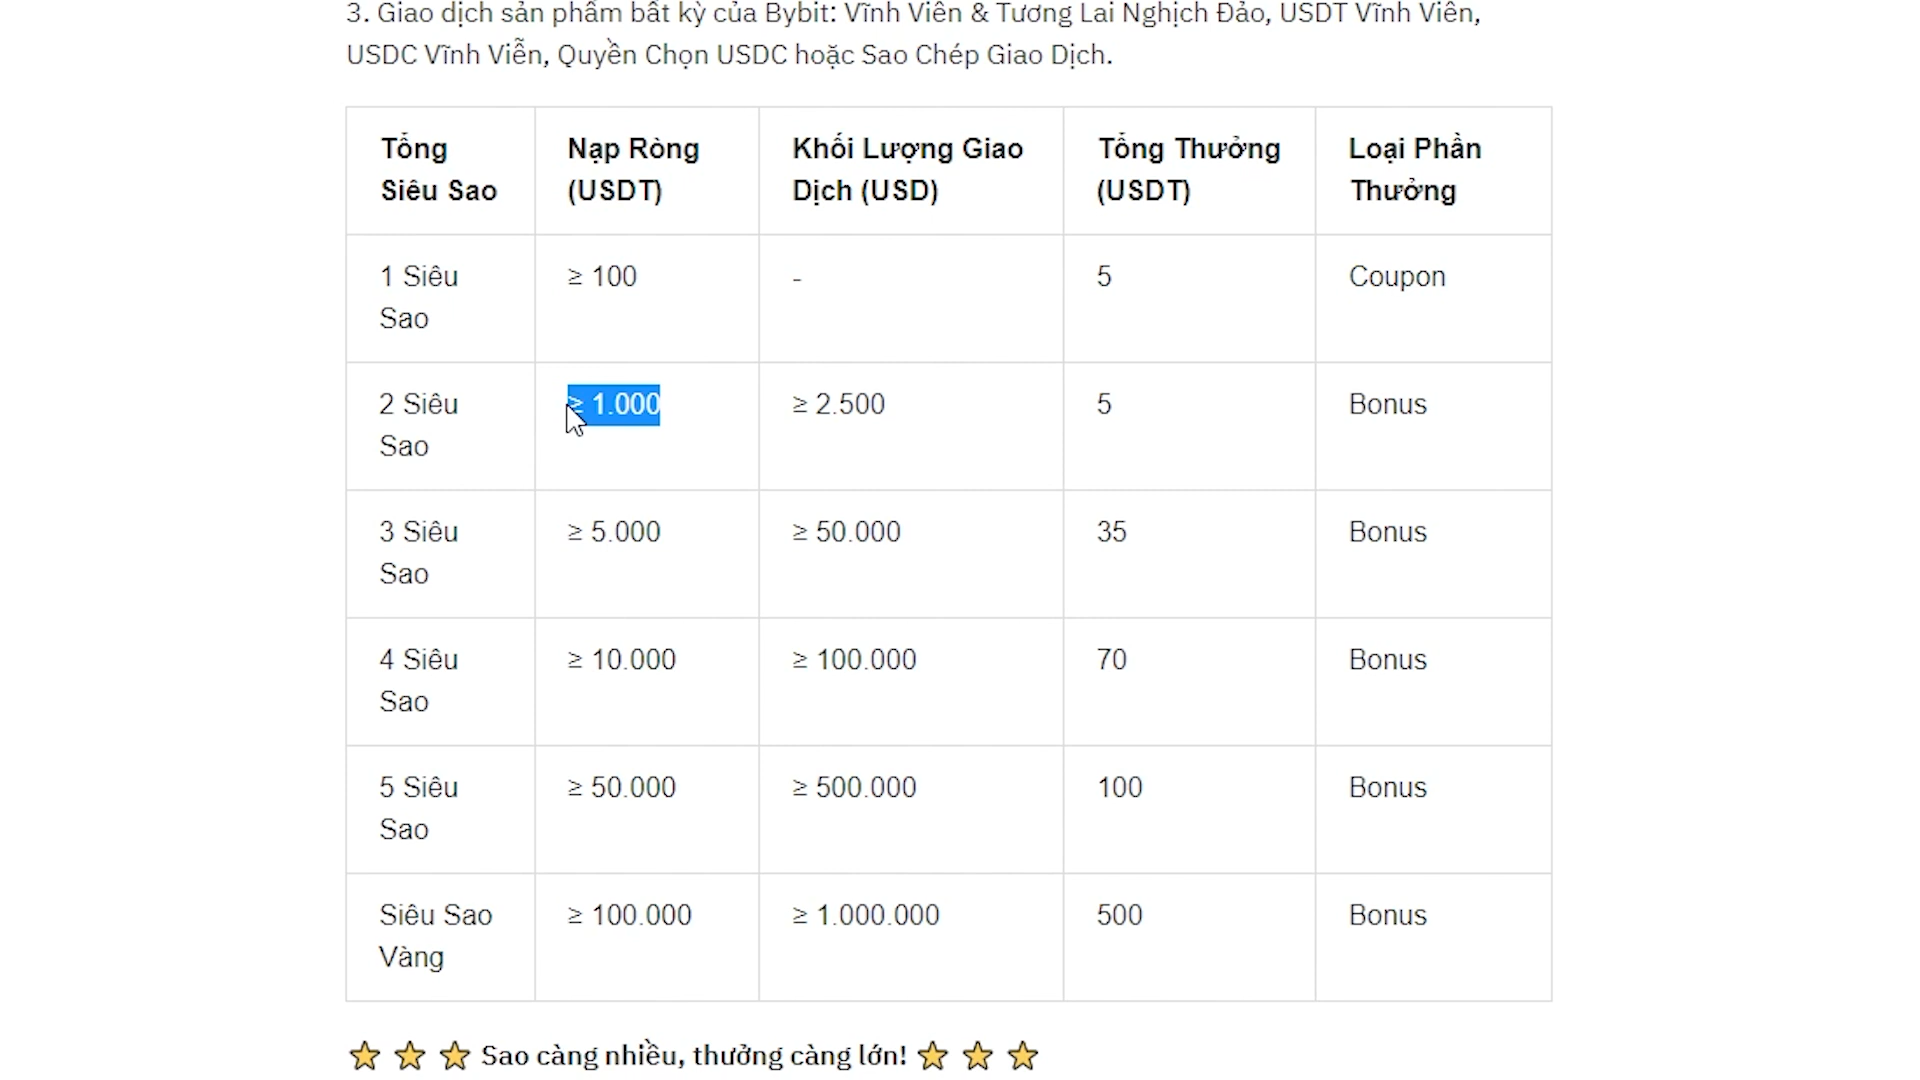 3. Giao dịch sản phẩm bất kỳ của Bybit: Vĩnh Viễn & Tương Lai Nghịch Đảo, USDT Vĩnh Viễn,
USDC Vĩnh Viễn, Quyền Chọn USDC hoặc Sao Chép Giao Dịch.
Tổng Siêu Sao
Nạp Ròng (USDT)
Khối Lượng Giao Dịch (USD)
Tổng Thưởng (USDT)
Loại Phần Thưởng
1 Siêu Sao
≥ 100
-
5
Coupon
2 Siêu Sao
≥ 1.000
≥ 2.500
5
Bonus
3 Siêu Sao
≥ 5.000
≥ 50.000
35
Bonus
4 Siêu Sao
≥ 10.000
≥ 100.000
70
Bonus
5 Siêu Sao
≥ 50.000
≥ 500.000
100
Bonus
Siêu Sao Vàng
≥ 100.000
≥ 1.000.000
500
Bonus
Sao càng nhiều, thưởng càng lớn!